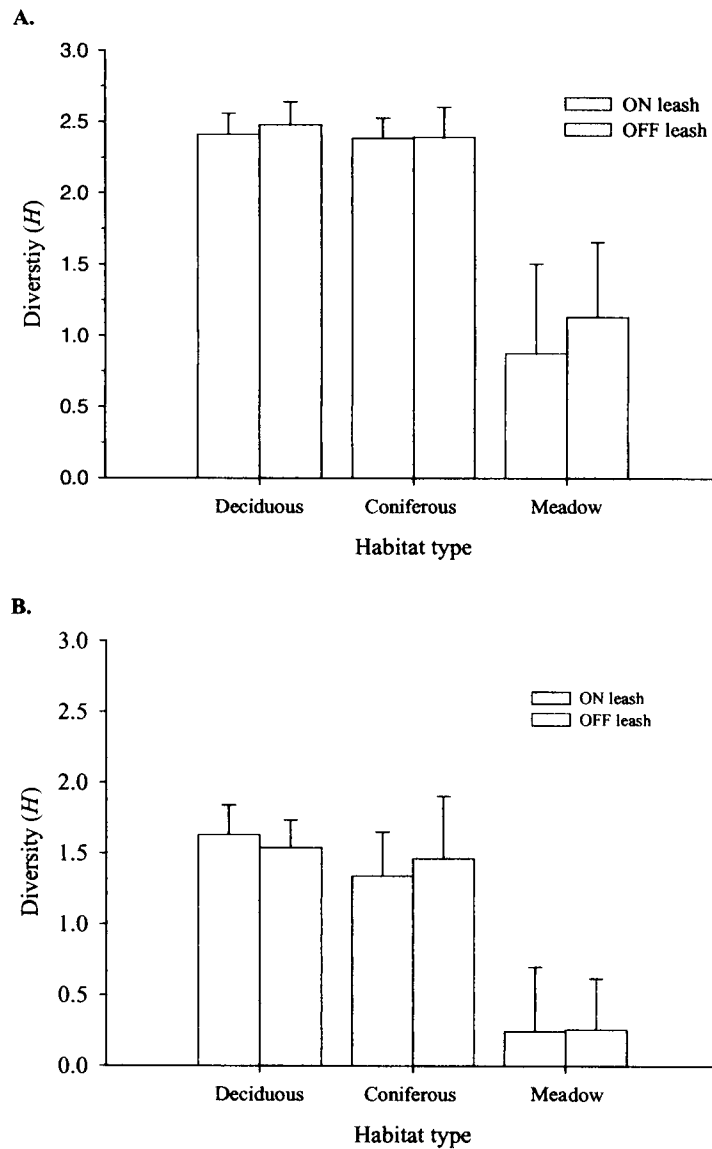 A.
3.0
2.5
2.0
1.5
1.0
0.5
0.0
Diverstiy (H)
ON leash
OFF leash
Deciduous Coniferous Meadow
Habitat type
B.
3.0
2.5
2.0
1.5
1.0
0.5
0.0
Diversity (H)
ON leash
OFF leash
Deciduous Coniferous Meadow
Habitat type